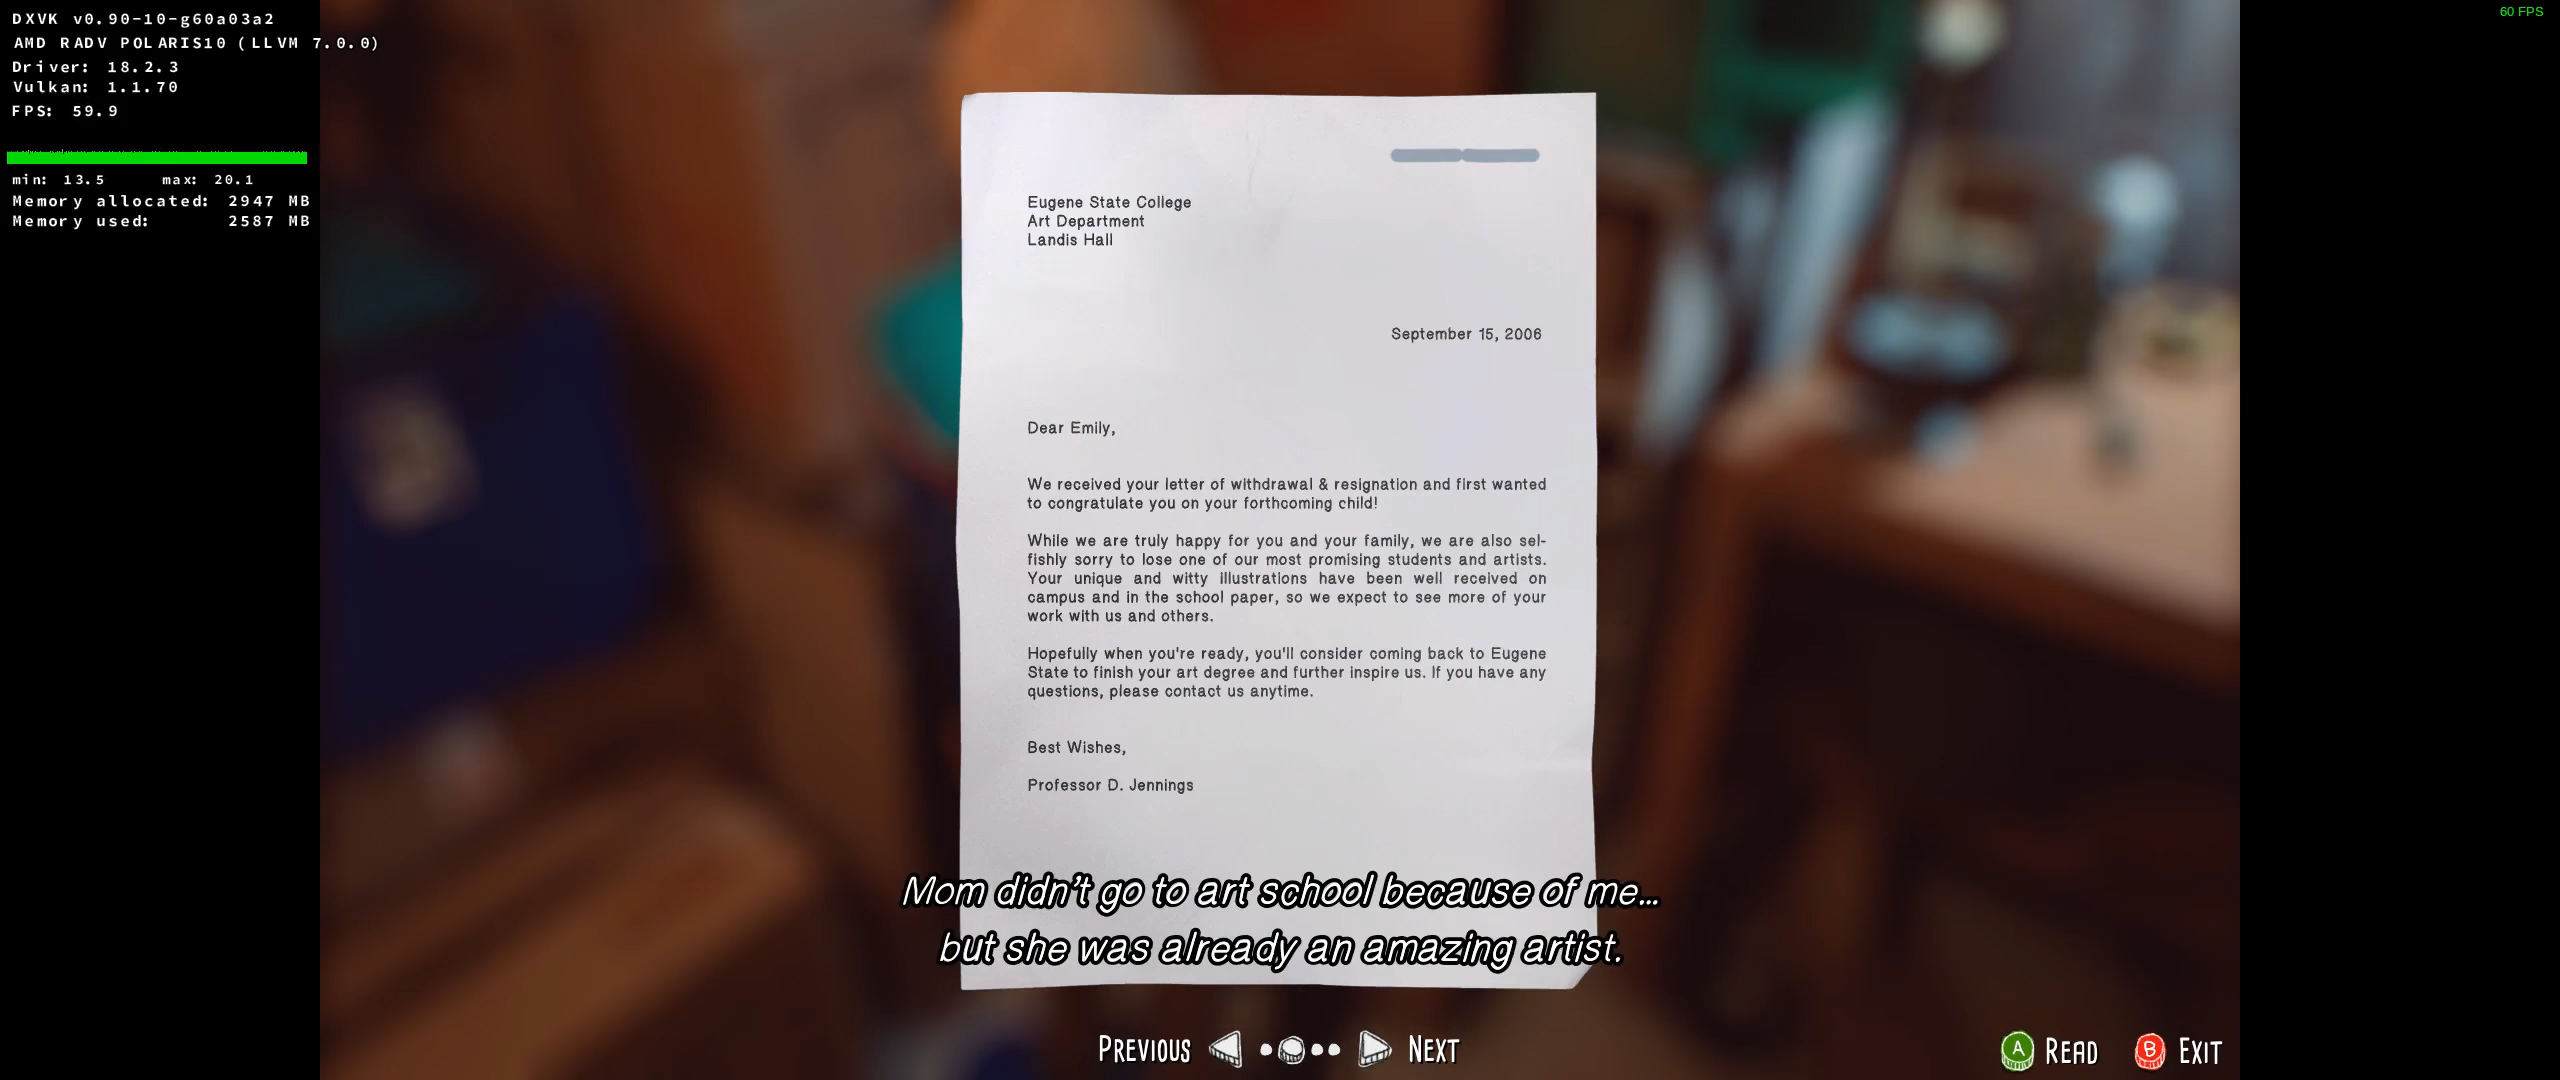 DXVK v0.90-10-g60a03a2
AMD RADV POLARIS10 (LLVM 7.0.0)
Driver: 18.2.3
Vulkan: 1.1.70
FPS: 59.9
min: 13.5 max: 20.1
Memory allocated: 2947 MB
Memory used: 2587 MB
60 FPS
Eugene State College
Art Department
Landis Hall
September 15, 2006
Dear Emily,
We received your letter of withdrawal & resignation and first wanted
to congratulate you on your forthcoming child!
While we are truly happy for you and your family, we are also sel-
fishly sorry to lose one of our most promising students and artists.
Your unique and witty illustrations have been well received on
campus and in the school paper, so we expect to see more of your
work with us and others.
Hopefully when you're ready, you'll consider coming back to Eugene
State to finish your art degree and further inspire us. If you have any
questions, please contact us anytime.
Best Wishes,
Professor D. Jennings
Mom didn't go to art school because of me...
but she was already an amazing artist.
PREVIOUS NEXT
A READ B EXIT